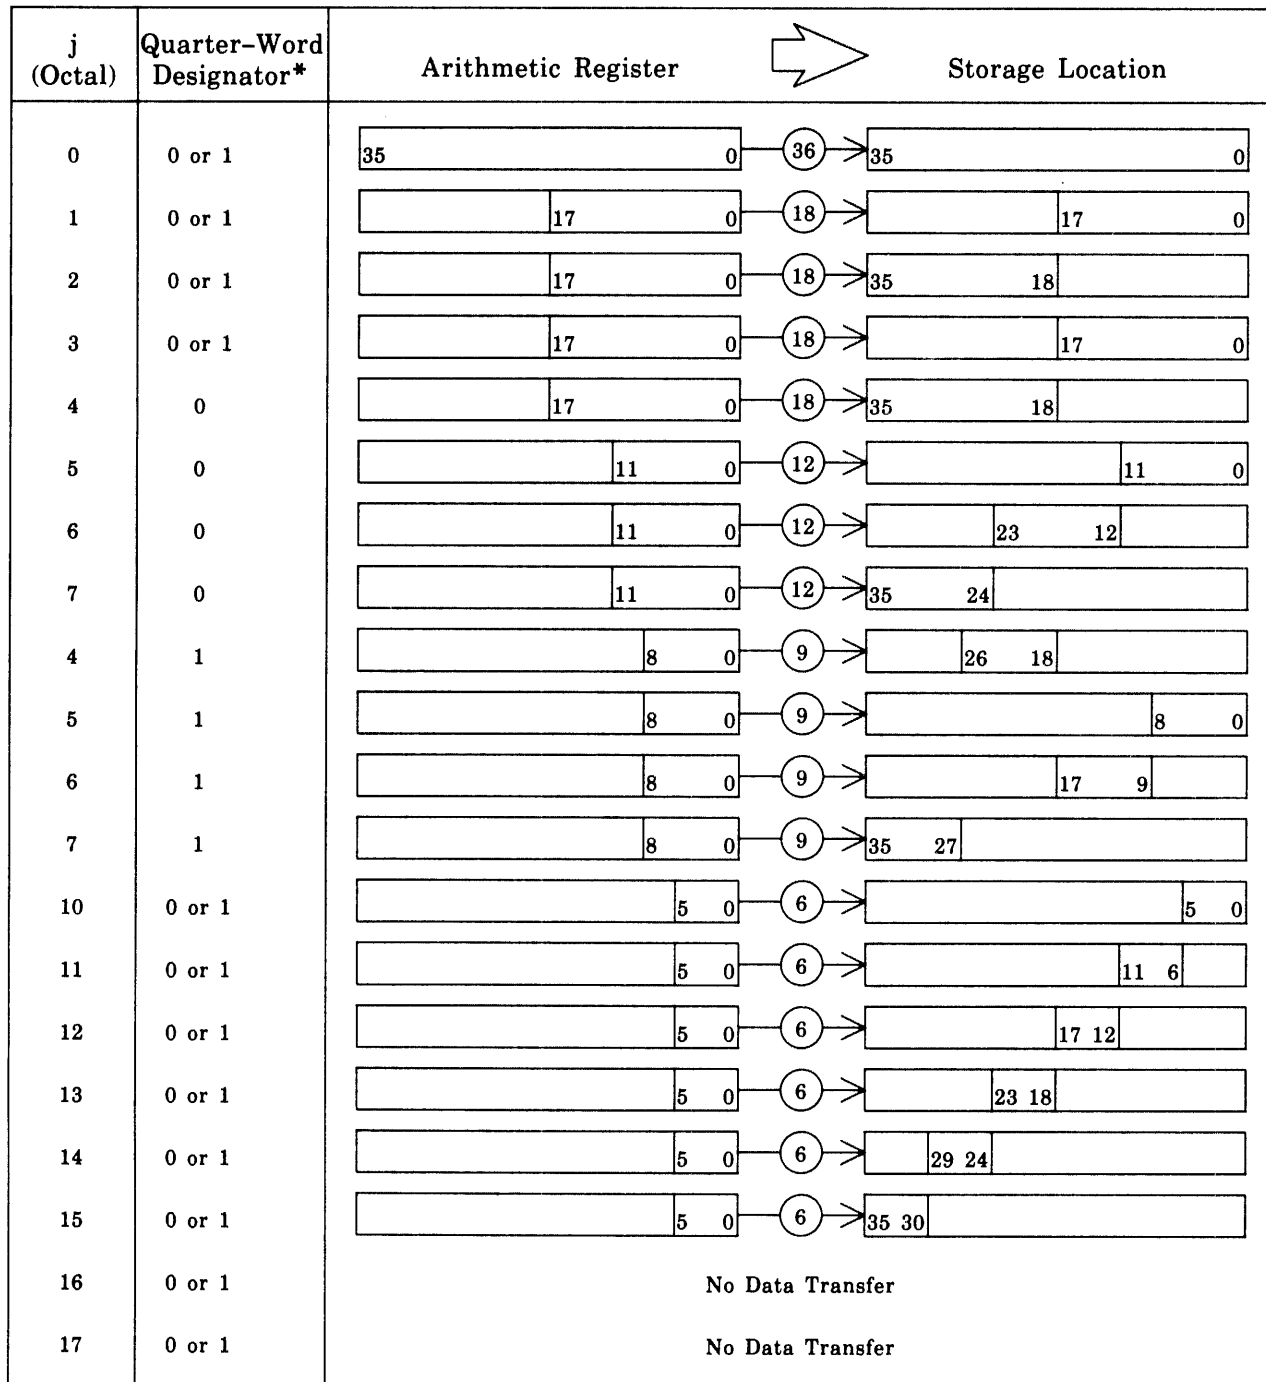 j (Octal) Quarter-Word Designator* Arithmetic Register Storage Location
0 0 or 1 35 0 36 35 0
1 0 or 1 17 0 18 17 0
2 0 or 1 17 0 18 35 18
3 0 or 1 17 0 18 17 0
4 0 17 0 18 35 18
5 0 11 0 12 11 0
6 0 11 0 12 23 12
7 0 11 0 12 35 24
4 1 8 0 9 26 18
5 1 8 0 9 8 0
6 1 8 0 9 17 9
7 1 8 0 9 35 27
10 0 or 1 5 0 6 5 0
11 0 or 1 5 0 6 11 6
12 0 or 1 5 0 6 17 12
13 0 or 1 5 0 6 23 18
14 0 or 1 5 0 6 29 24
15 0 or 1 5 0 6 35 30
16 0 or 1 No Data Transfer
17 0 or 1 No Data Transfer